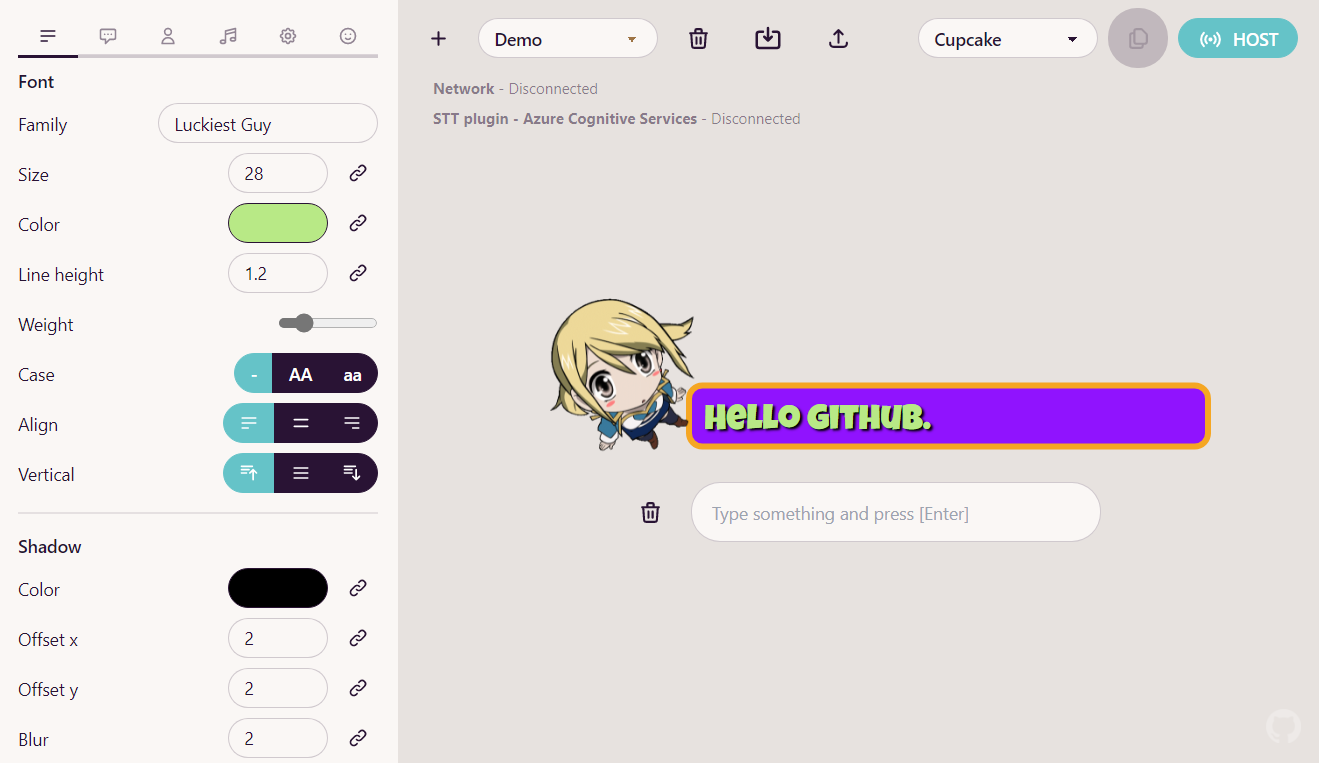 Demo
Cupcake
HOST
Network - Disconnected
STT plugin - Azure Cognitive Services - Disconnected
Font
Family
Luckiest Guy
Size
28
Color
Line height
1.2
Weight
Case
-
AA
aa
Align
Vertical
Shadow
Color
Offset x
2
Offset y
2
Blur
2
Hello GitHub.
Type something and press [Enter]